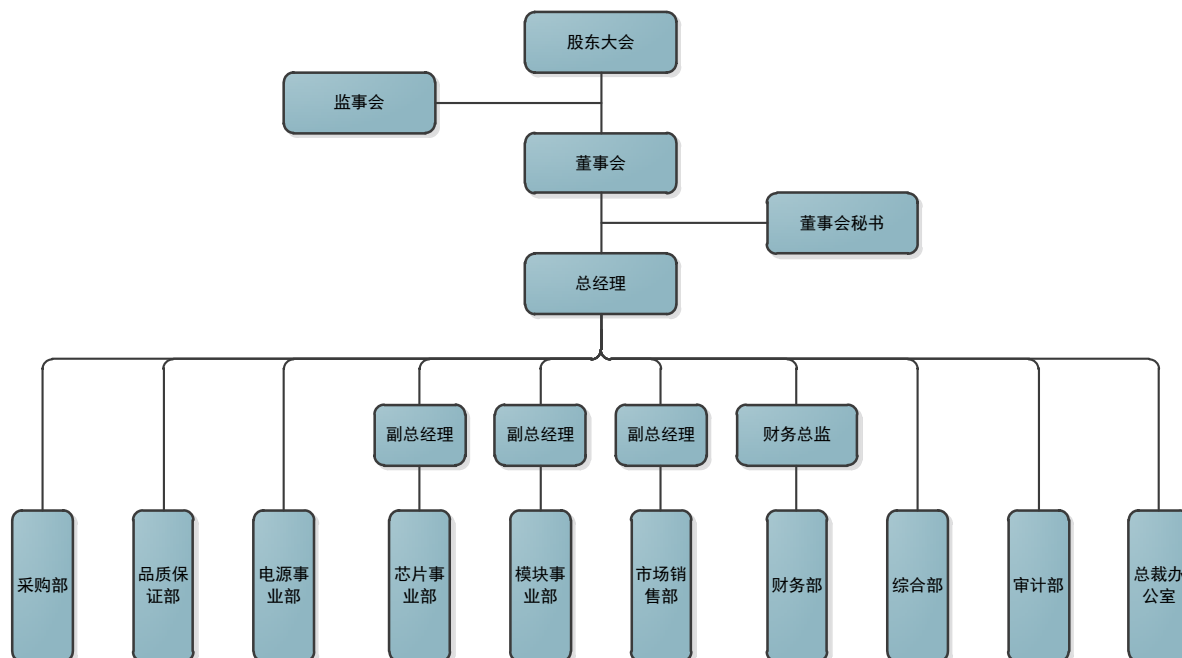 股东大会
监事会
董事会
董事会秘书
总经理
副总经理
副总经理
副总经理
财务总监
采购部
品质保
证部
电源事
业部
芯片事
业部
模块事
业部
市场销
售部
财务部
综合部
审计部
总裁办
公室